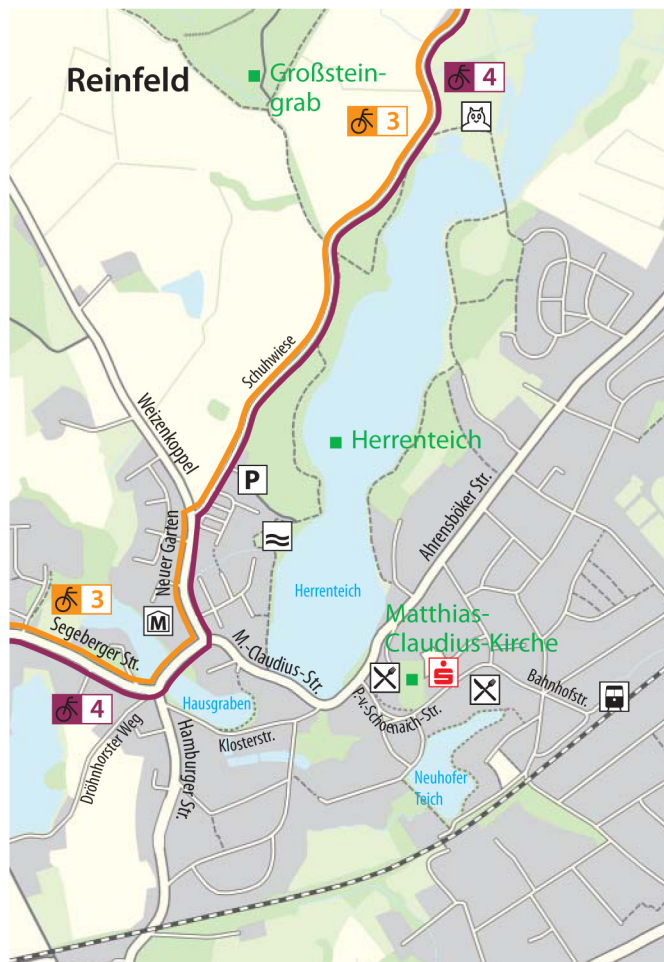 Reinfeld
Großstein-
grab
4
3
Schuhwiese
Weizenkoppel
Herrenteich
Ahrensböker Str.
P
Neuer Garten
Herrenteich
3
M
Segeberger Str.
Matthias-
Claudius-Kirche
M.-Claudius-Str.
4
Hausgraben
P.-v.-Schoenaich-Str.
Bahnhofstr.
Dröhnhorster Weg
Hamburger Str.
Klosterstr.
Neuhofer
Teich